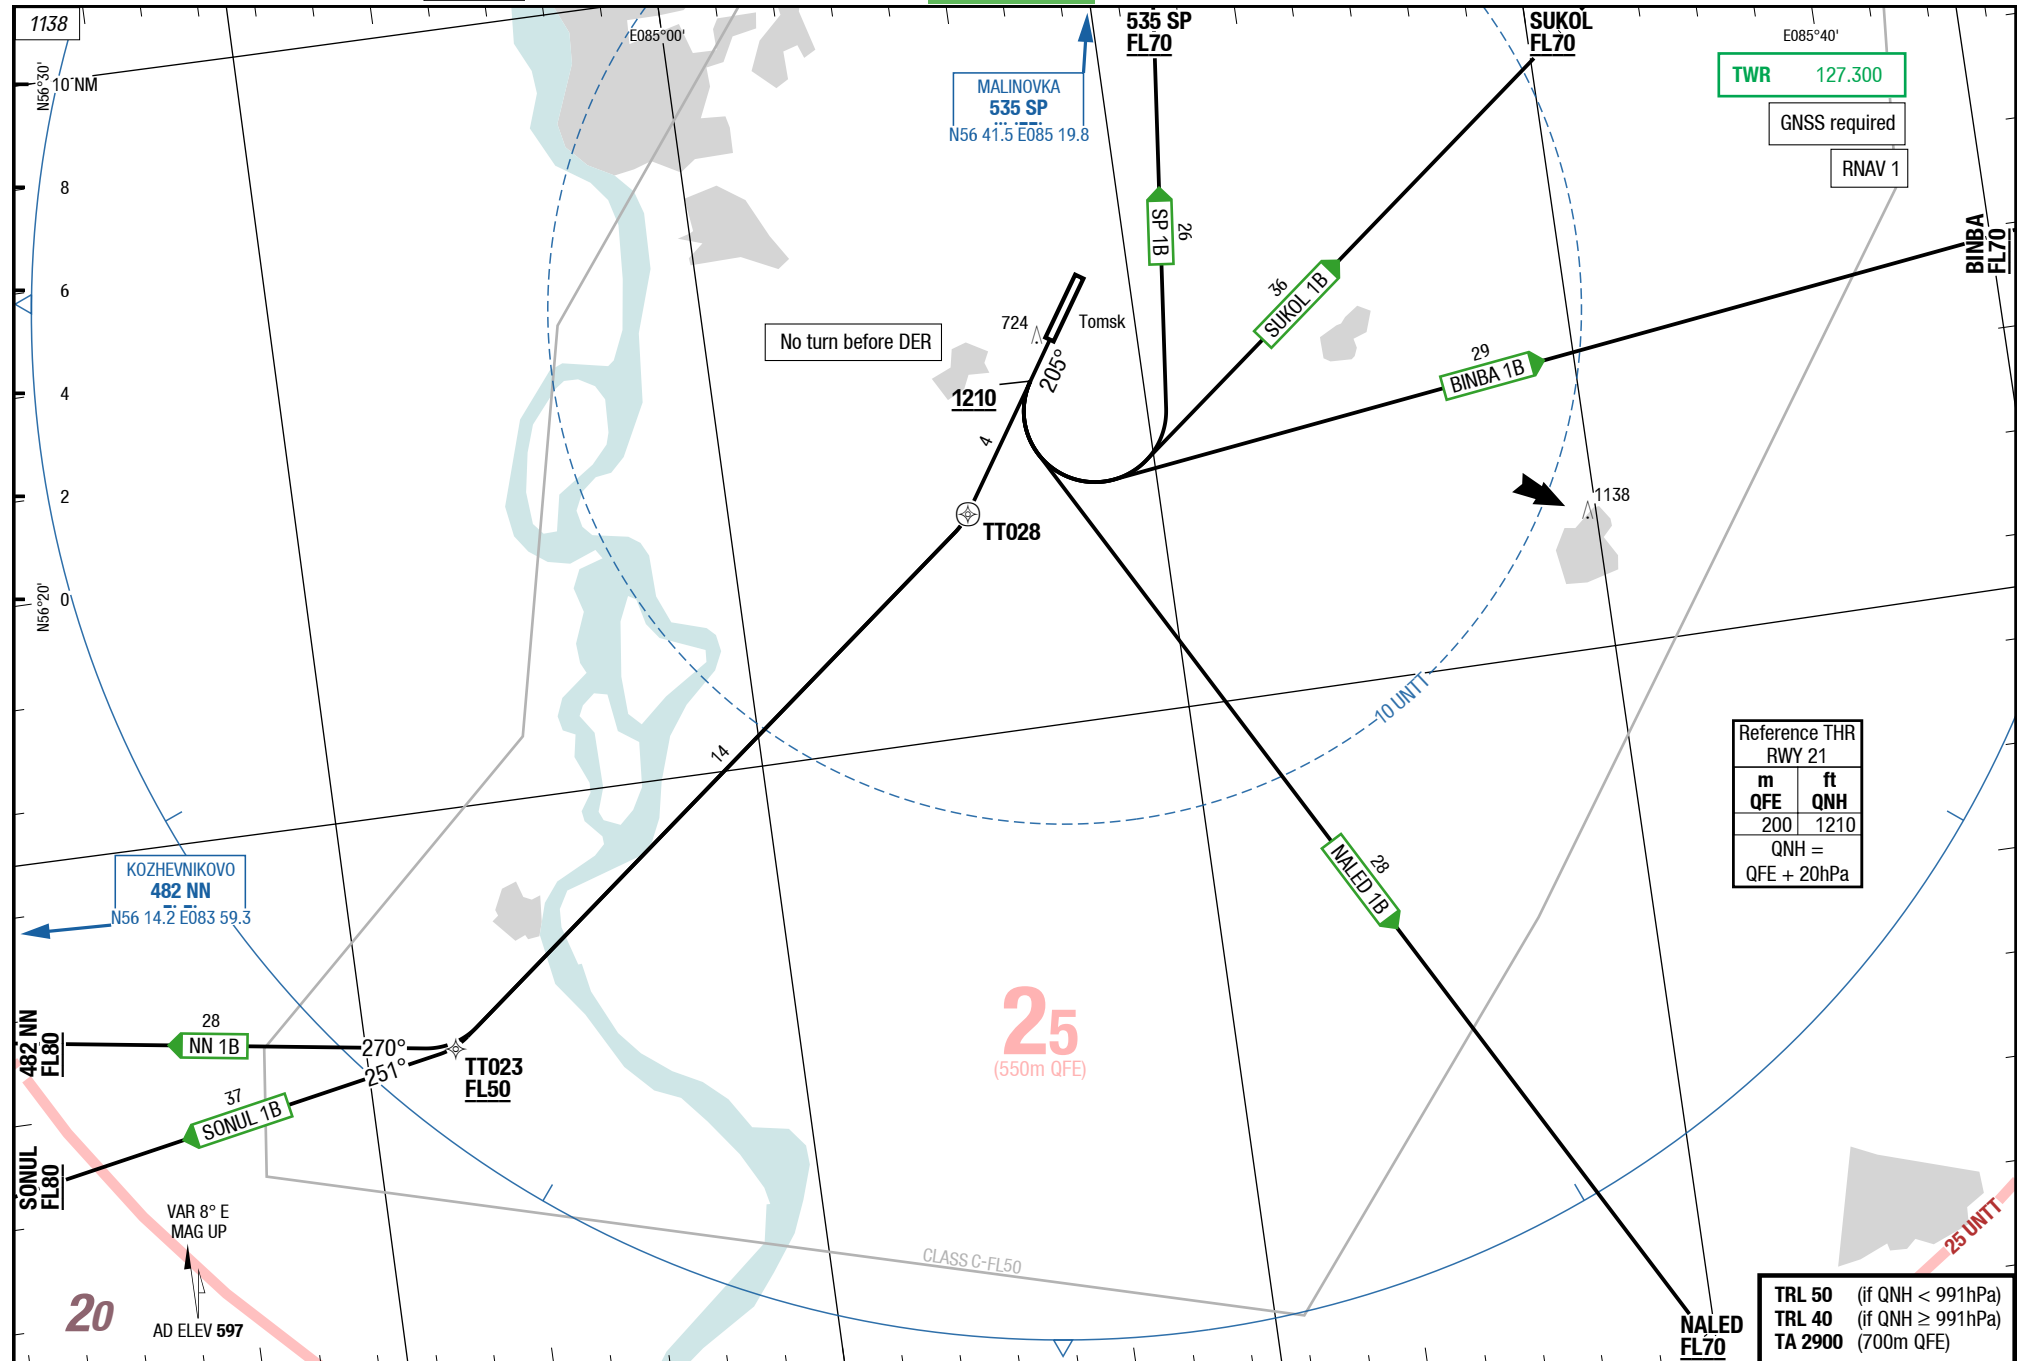 1138
E085°00'
535 SP
FL70
SUKOL
FL70
E085°40'
TWR 127.300
GNSS required
RNAV 1
N56°30'
10 NM
8
6
4
2
0
N56°20'
MALINOVKA
535 SP
N56 41.5 E085 19.8
SP 1B
26
36
SUKOL 1B
BINBA
FL70
29
BINBA 1B
724
Tomsk
No turn before DER
205°
1210
4
TT028
1138
10 UNTT
14
Reference THR
RWY 21
m ft
QFE QNH
200 1210
QNH =
QFE + 20hPa
28
NALED 1B
KOZHEVNIKOVO
482 NN
N56 14.2 E083 59.3
25
(550m QFE)
482 NN
FL80
28
NN 1B
270°
251°
TT023
FL50
37
SONUL 1B
SONUL
FL80
VAR 8° E
MAG UP
AD ELEV 597
20
CLASS C-FL50
25 UNTT
NALED
FL70
TRL 50 (if QNH < 991hPa)
TRL 40 (if QNH ≥ 991hPa)
TA 2900 (700m QFE)